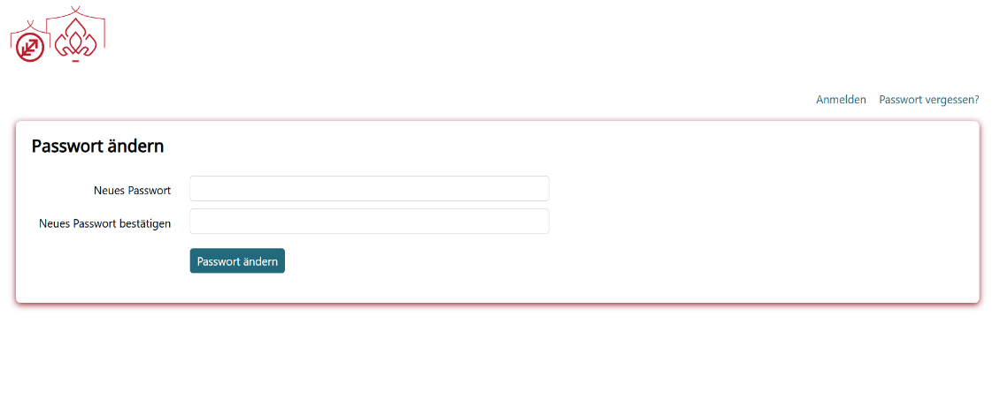 Anmelden Passwort vergessen?
Passwort ändern
Neues Passwort
Neues Passwort bestätigen
Passwort ändern